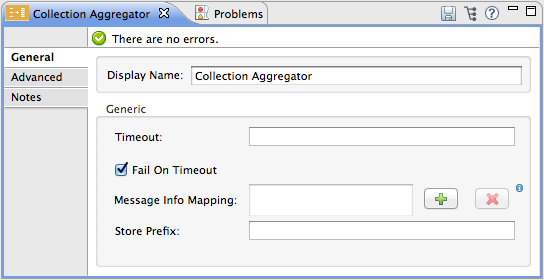 Collection Aggregator Problems
There are no errors.
General
Advanced
Notes
Display Name: Collection Aggregator
Generic
Timeout:
Fail On Timeout
Message Info Mapping:
Store Prefix: